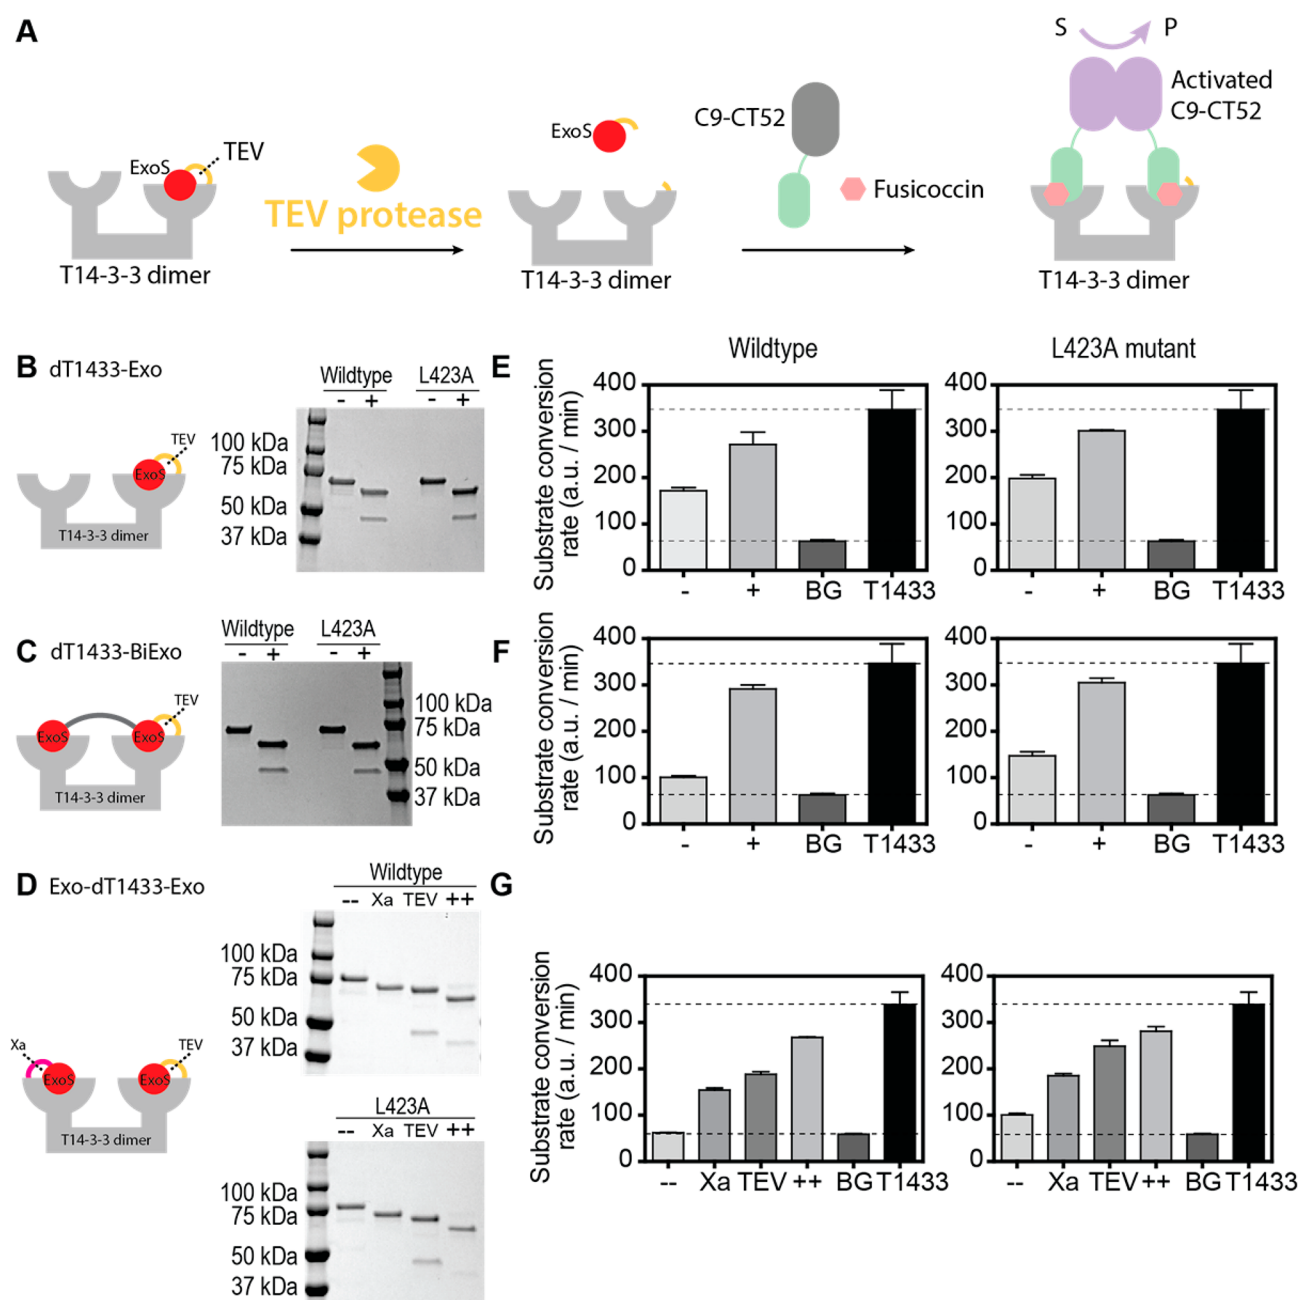 A
ExoS
TEV
T14-3-3 dimer
TEV protease
ExoS
T14-3-3 dimer
C9-CT52
Fusicoccin
S P
Activated
C9-CT52
T14-3-3 dimer
B dT1433-Exo
ExoS
TEV
T14-3-3 dimer
Wildtype L423A
- + - +
100 kDa
75 kDa
50 kDa
37 kDa
E
Wildtype
Substrate conversion
rate (a.u. / min)
400
300
200
100
0
- + BG T1433
L423A mutant
400
300
200
100
0
- + BG T1433
C dT1433-BiExo
ExoS ExoS
TEV
T14-3-3 dimer
Wildtype L423A
- + - +
100 kDa
75 kDa
50 kDa
37 kDa
F
Substrate conversion
rate (a.u. / min)
400
300
200
100
0
- + BG T1433
400
300
200
100
0
- + BG T1433
D Exo-dT1433-Exo
Xa
ExoS ExoS
TEV
T14-3-3 dimer
Wildtype
-- Xa TEV ++
100 kDa
75 kDa
50 kDa
37 kDa
L423A
-- Xa TEV ++
100 kDa
75 kDa
50 kDa
37 kDa
G
Substrate conversion
rate (a.u. / min)
400
300
200
100
0
-- Xa TEV ++ BG T1433
400
300
200
100
0
-- Xa TEV ++ BG T1433